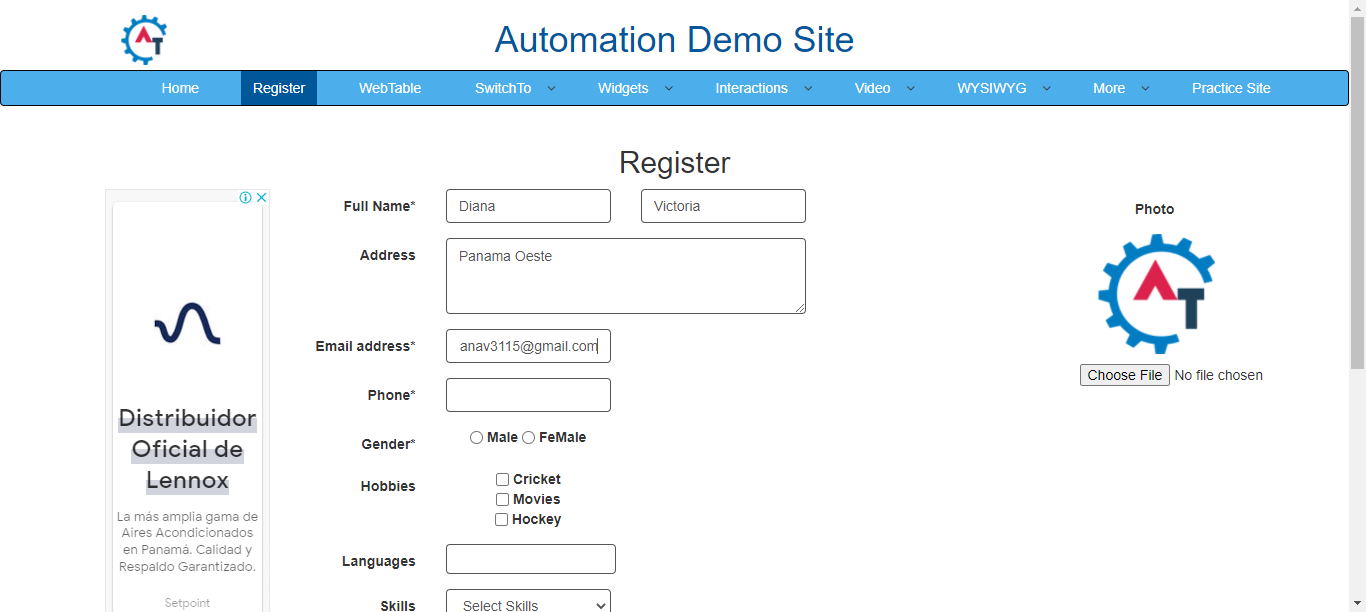 AT
Automation Demo Site
Home Register WebTable SwitchTo Widgets Interactions Video WYSIWYG More Practice Site
Register
Full Name* Diana Victoria
Address Panama Oeste
Email address* anav3115@gmail.com
Phone*
Gender* Male FeMale
Hobbies
Cricket
Movies
Hockey
Languages
Skills Select Skills
Photo
AT
Choose File No file chosen
Distribuidor
Oficial de
Lennox
La más amplia gama de
Aires Acondicionados
en Panamá. Calidad y
Respaldo Garantizado.
Setpoint